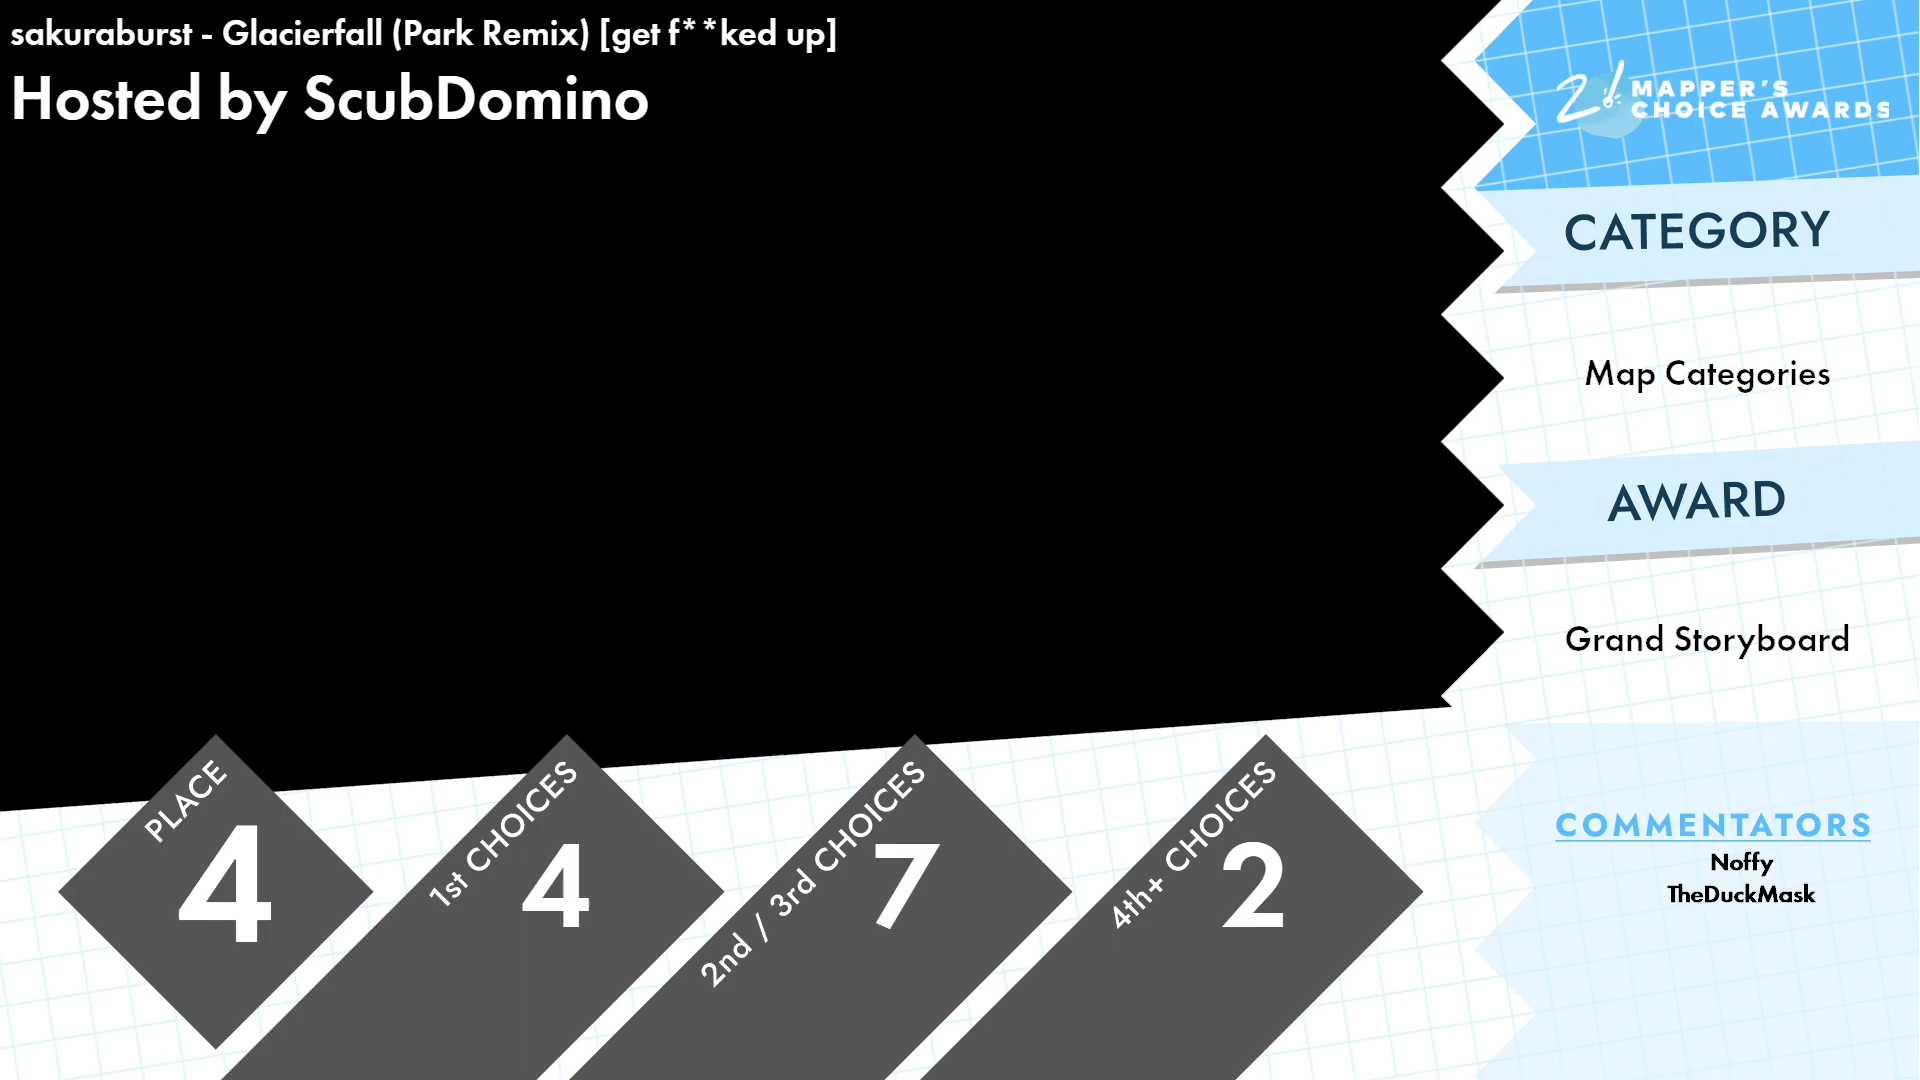 sakuraburst - Glacierfall (Park Remix) [get f**ked up]
Hosted by ScubDomino
MAPPER'S
CHOICE AWARDS
CATEGORY
Map Categories
AWARD
Grand Storyboard
PLACE
4
1st CHOICES
4
2nd / 3rd CHOICES
7
4th+ CHOICES
2
COMMENTATORS
Noffy
TheDuckMask